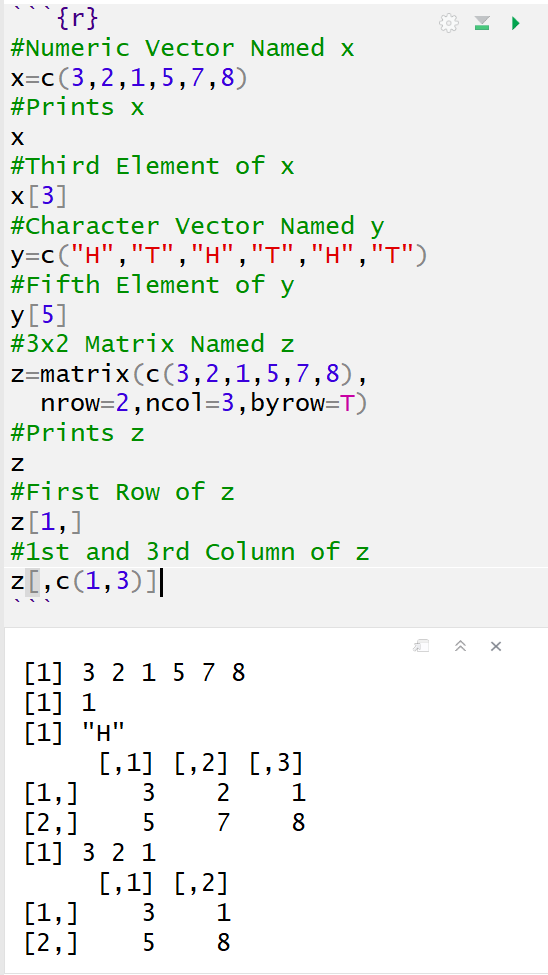 ```{r}
#Numeric Vector Named x
x=c(3,2,1,5,7,8)
#Prints x
x
#Third Element of x
x[3]
#Character Vector Named y
y=c("H","T","H","T","H","T")
#Fifth Element of y
y[5]
#3x2 Matrix Named z
z=matrix(c(3,2,1,5,7,8),
  nrow=2,ncol=3,byrow=T)
#Prints z
z
#First Row of z
z[1,]
#1st and 3rd Column of z
z[,c(1,3)]
```
[1] 3 2 1 5 7 8
[1] 1
[1] "H"
     [,1] [,2] [,3]
[1,]    3    2    1
[2,]    5    7    8
[1] 3 2 1
     [,1] [,2]
[1,]    3    1
[2,]    5    8